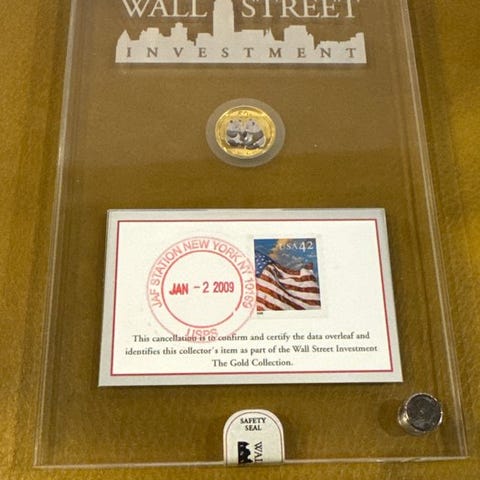 WALL STREET
INVESTMENT
JAF STATION NEW YORK NY 10199
JAN - 2 2009
USPS
USA 42
This cancellation is to confirm and certify the data overleaf and
identifies this collector's item as part of the Wall Street Investment
The Gold Collection.
SAFETY
SEAL
WAL